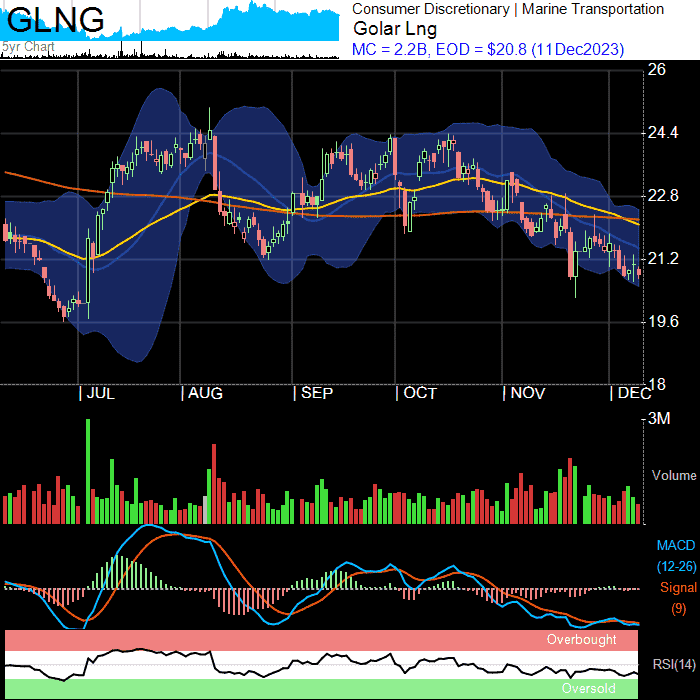 GLNG
5yr Chart
Consumer Discretionary | Marine Transportation
Golar Lng
MC = 2.2B, EOD = $20.8 (11Dec2023)
26
24.4
22.8
21.2
19.6
18
JUL
AUG
SEP
OCT
NOV
DEC
3M
Volume
MACD
(12-26)
Signal
(9)
Overbought
RSI(14)
Oversold